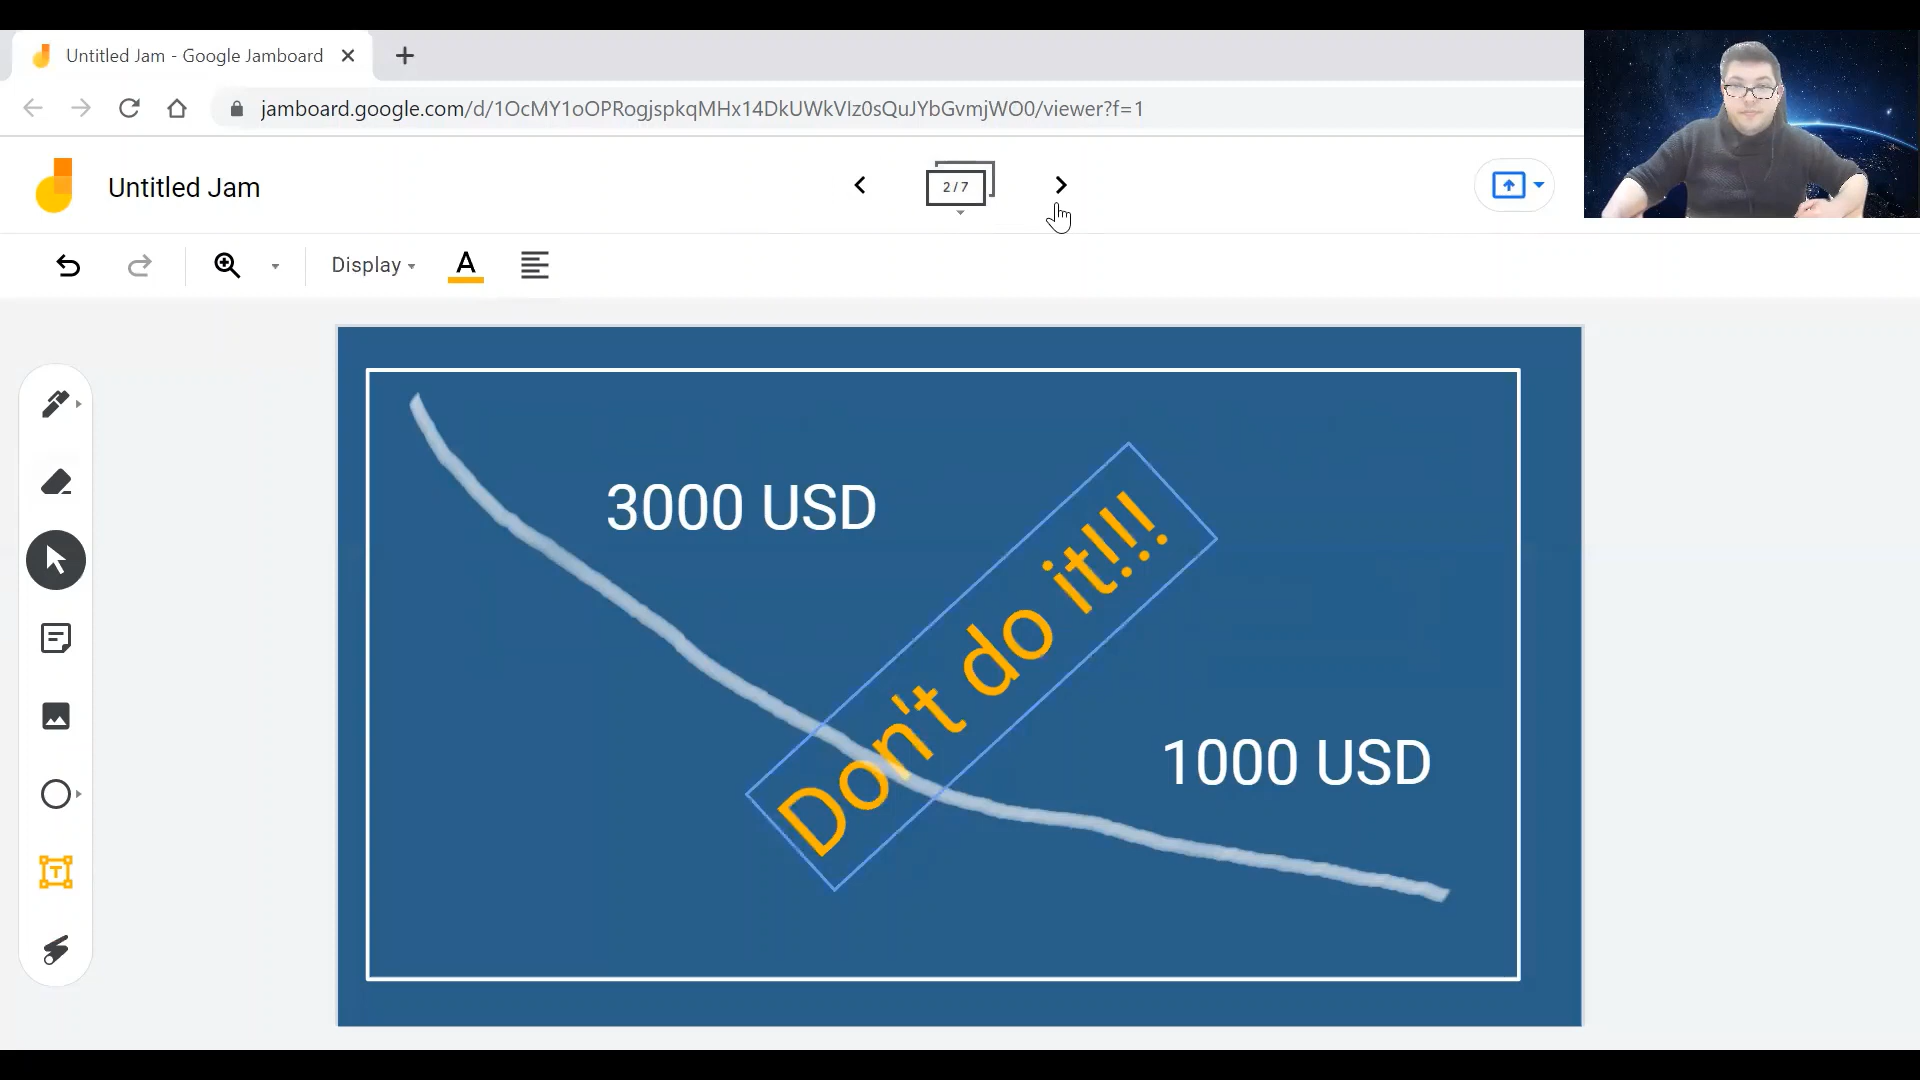 Untitled Jam - Google Jamboard
jamboard.google.com/d/1OcMY1oOPRogjspkqMHx14DkUWkVIz0sQuJYbGvmjWO0/viewer?f=1
Untitled Jam
2 / 7
Display
A
3000 USD
Don't do it!!!
1000 USD
T